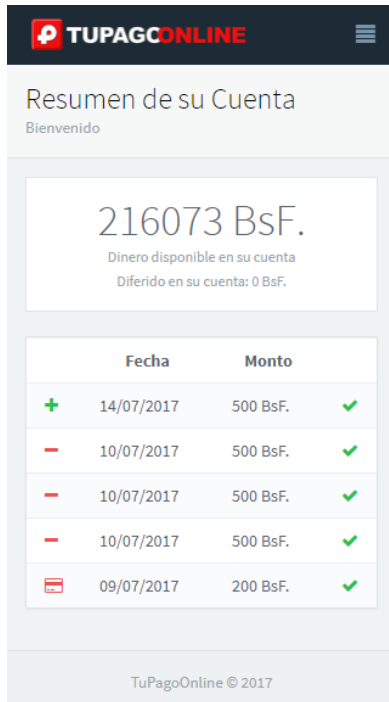 TUPAGOONLINE
Resumen de su Cuenta
Bienvenido
216073 BsF.
Dinero disponible en su cuenta
Diferido en su cuenta: 0 BsF.
Fecha Monto
+ 14/07/2017 500 BsF. ✓
− 10/07/2017 500 BsF. ✓
− 10/07/2017 500 BsF. ✓
− 10/07/2017 500 BsF. ✓
09/07/2017 200 BsF. ✓
TuPagoOnline © 2017